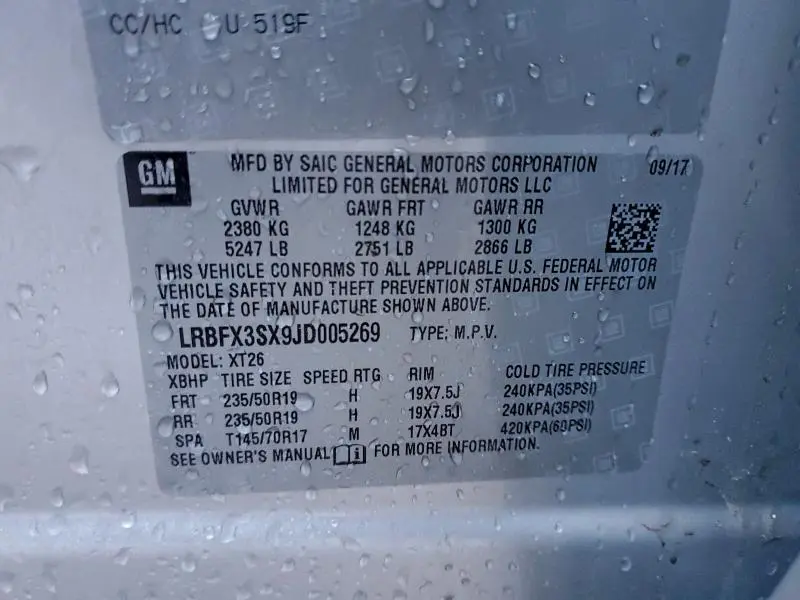 CC/HC U 519F
GM
MFD BY SAIC GENERAL MOTORS CORPORATION 09/17
LIMITED FOR GENERAL MOTORS LLC
GVWR GAWR FRT GAWR RR
2380 KG 1248 KG 1300 KG
5247 LB 2751 LB 2866 LB
THIS VEHICLE CONFORMS TO ALL APPLICABLE U.S. FEDERAL MOTOR
VEHICLE SAFETY AND THEFT PREVENTION STANDARDS IN EFFECT ON
THE DATE OF MANUFACTURE SHOWN ABOVE.
LRBFX3SX9JD005269 TYPE: M.P.V.
MODEL: XT26
XBHP TIRE SIZE SPEED RTG RIM COLD TIRE PRESSURE
FRT 235/50R19 H 19X7.5J 240KPA(35PSI)
RR 235/50R19 H 19X7.5J 240KPA(35PSI)
SPA T145/70R17 M 17X4BT 420KPA(60PSI)
SEE OWNER'S MANUAL FOR MORE INFORMATION.